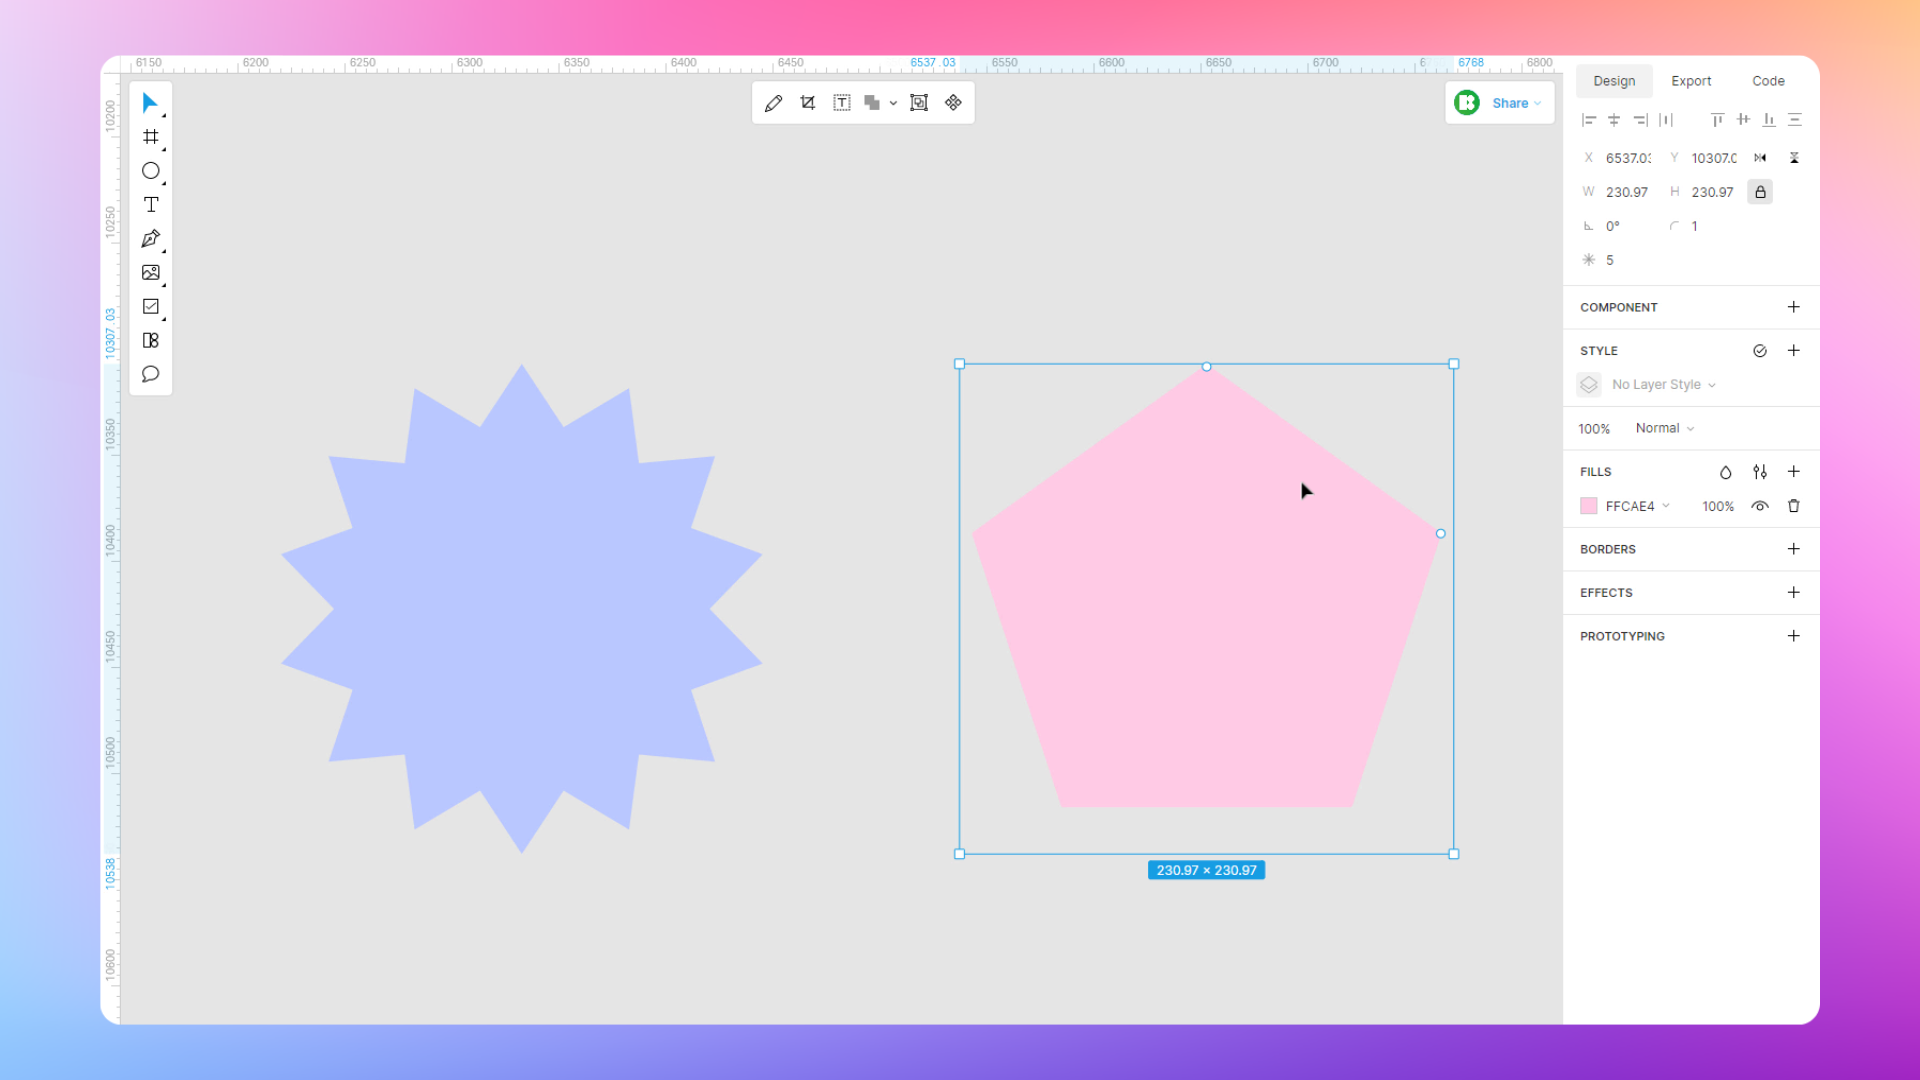 6150 6200 6250 6300 6350 6400 6450 6537.03 6550 6600 6650 6700 6768 6800
10200
10250
10307.03
10350
10400
10450
10500
10538
10600
Share
230.97 × 230.97
Design Export Code
X 6537.03 Y 10307.0
W 230.97 H 230.97
0° 1
5
COMPONENT
STYLE
No Layer Style
100% Normal
FILLS
FFCAE4 100%
BORDERS
EFFECTS
PROTOTYPING